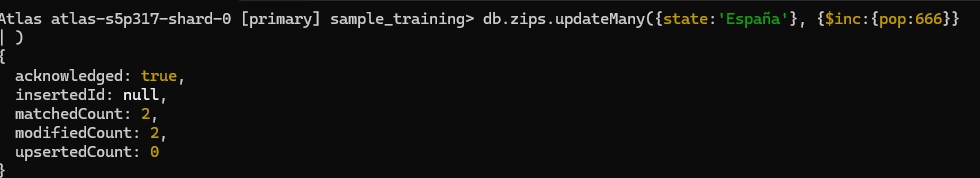 Atlas atlas-s5p317-shard-0 [primary] sample_training> db.zips.updateMany({state:'España'}, {$inc:{pop:666}}
| )
{
  acknowledged: true,
  insertedId: null,
  matchedCount: 2,
  modifiedCount: 2,
  upsertedCount: 0
}